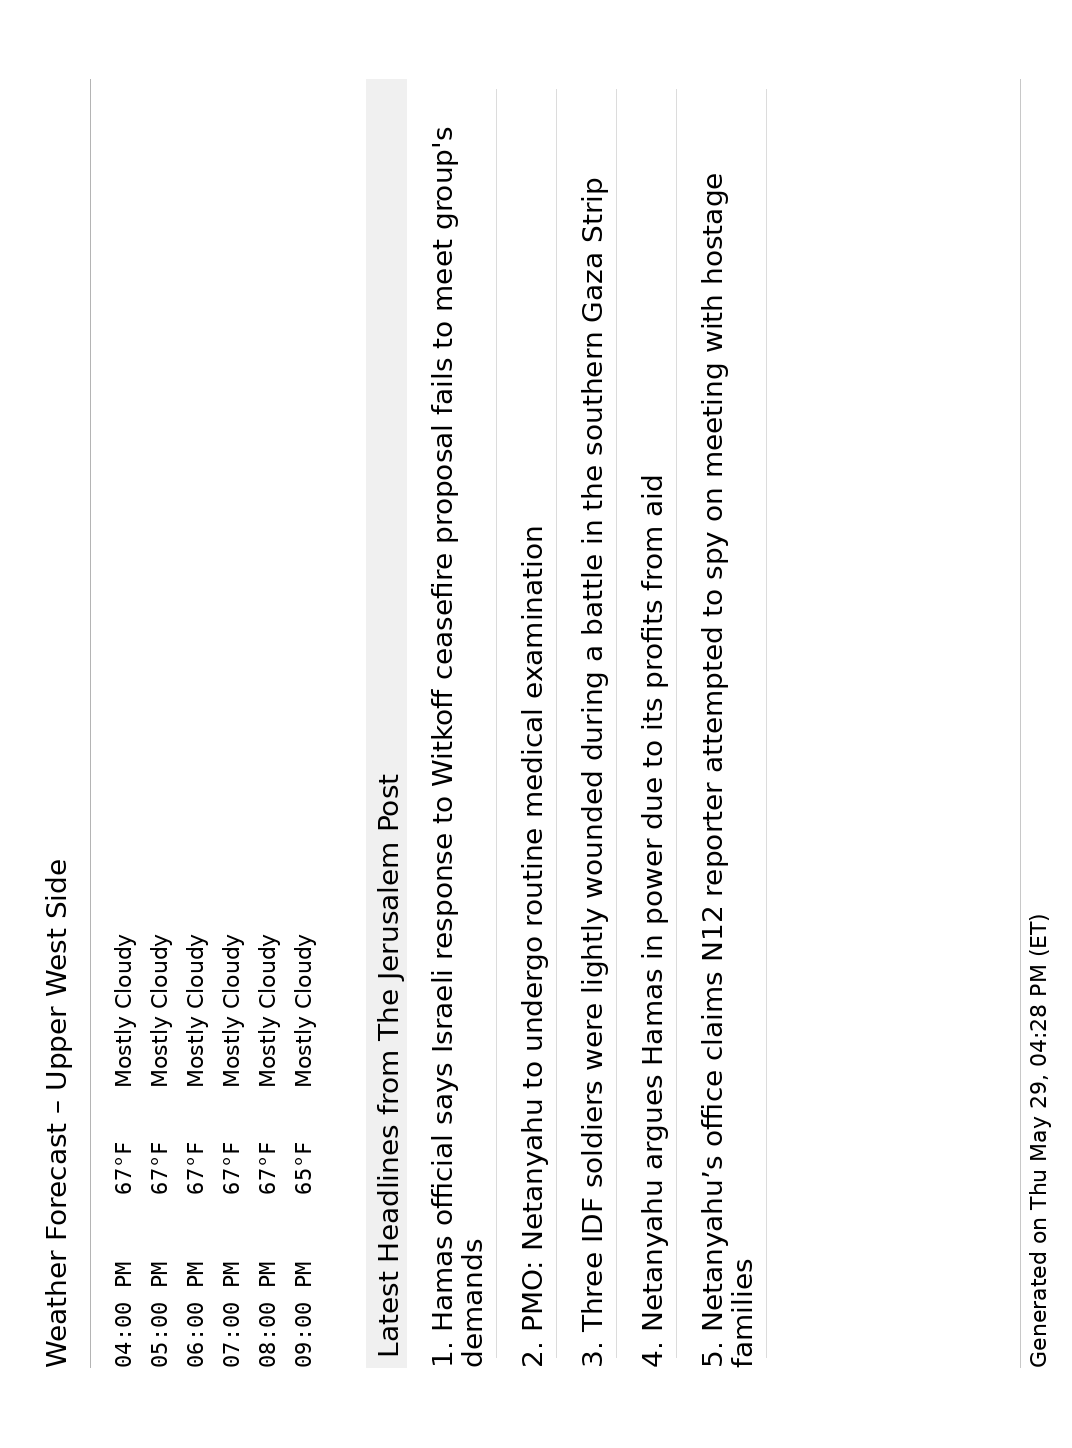 Weather Forecast – Upper West Side
04:00 PM 67°F Mostly Cloudy
05:00 PM 67°F Mostly Cloudy
06:00 PM 67°F Mostly Cloudy
07:00 PM 67°F Mostly Cloudy
08:00 PM 67°F Mostly Cloudy
09:00 PM 65°F Mostly Cloudy
Latest Headlines from The Jerusalem Post
1. Hamas official says Israeli response to Witkoff ceasefire proposal fails to meet group's
demands
2. PMO: Netanyahu to undergo routine medical examination
3. Three IDF soldiers were lightly wounded during a battle in the southern Gaza Strip
4. Netanyahu argues Hamas in power due to its profits from aid
5. Netanyahu’s office claims N12 reporter attempted to spy on meeting with hostage
families
Generated on Thu May 29, 04:28 PM (ET)